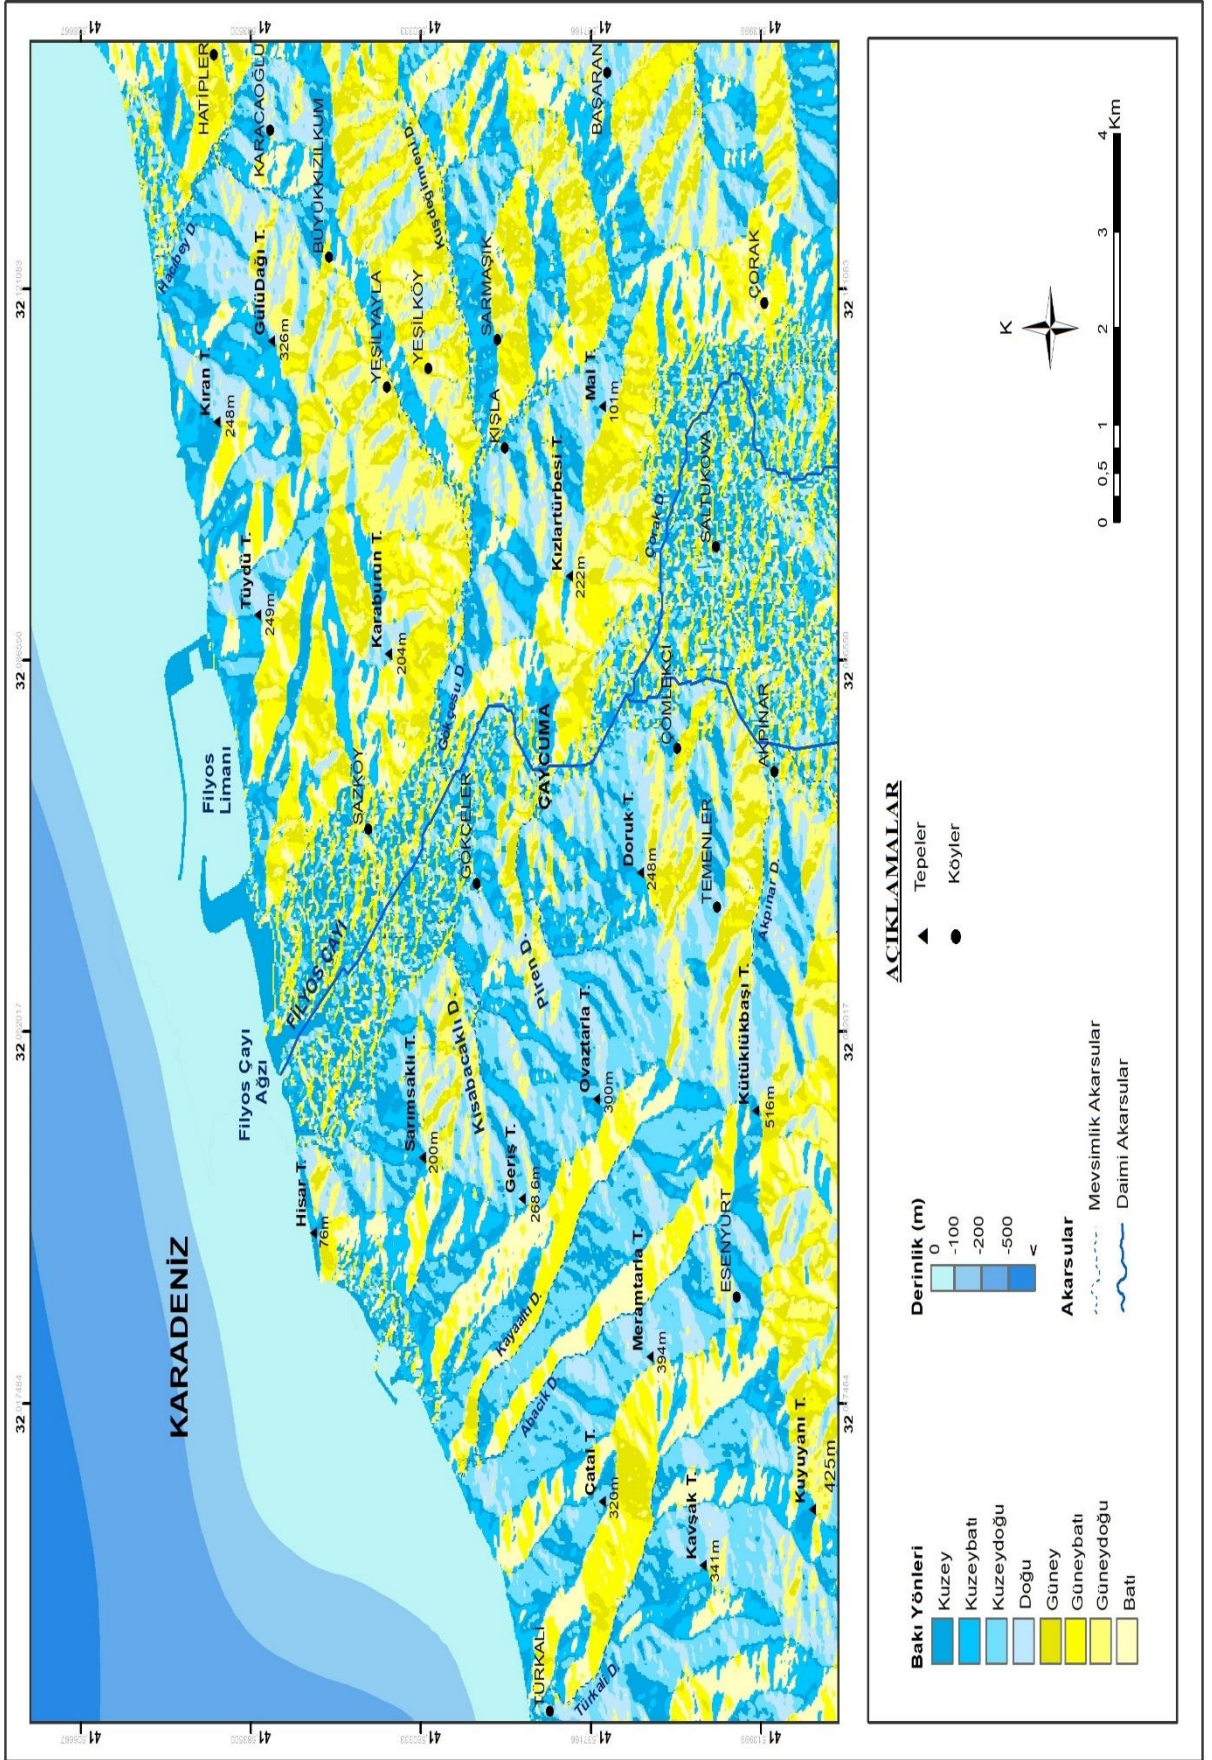 KARADENİZ
Filyos Limanı
Filyos Çayı
Ağzı
FİLYOS ÇAYI
TÜRKALİ
Türkali D.
Çatal T.
320m
Kavşak T.
341m
Kuyuyanı T.
425m
Abacık D.
Kayaaltı D.
Meramtarla T.
394m
ESENYURT
Hisar T.
76m
Sarımsaklı T.
200m
Geriş T.
268.6m
Kısabacaklı D.
Ovaztarla T.
300m
Kütüklükbaşı T.
516m
Piren D.
GÖKÇELER
SAZKÖY
ÇAYCUMA
Doruk T.
248m
TEMENLER
Akpınar D.
AKPINAR
ÇÖMLEKÇİ
Gökçesu D.
Karaburun T.
204m
Tüydü T.
249m
Kızlartürbesi T.
222m
Çorak D.
SALTUKOVA
Kıran T.
248m
GülüDağı T.
326m
YEŞİLYAYLA
YEŞİLKÖY
KIŞLA
SARMAŞIK
Mal T.
101m
ÇORAK
Hacıbey D.
BÜYÜKKIZILKUM
Kuşdeğirmeni D.
HATİPLER
KARACAOĞLU
BAŞARAN
AÇIKLAMALAR
Bakı Yönleri
Kuzey
Kuzeybatı
Kuzeydoğu
Doğu
Güney
Güneybatı
Güneydoğu
Batı
Derinlik (m)
0
-100
-200
-500
<
Akarsular
Mevsimlik Akarsular
Daimi Akarsular
Tepeler
Köyler
K
0 0,5 1 2 3 4 Km